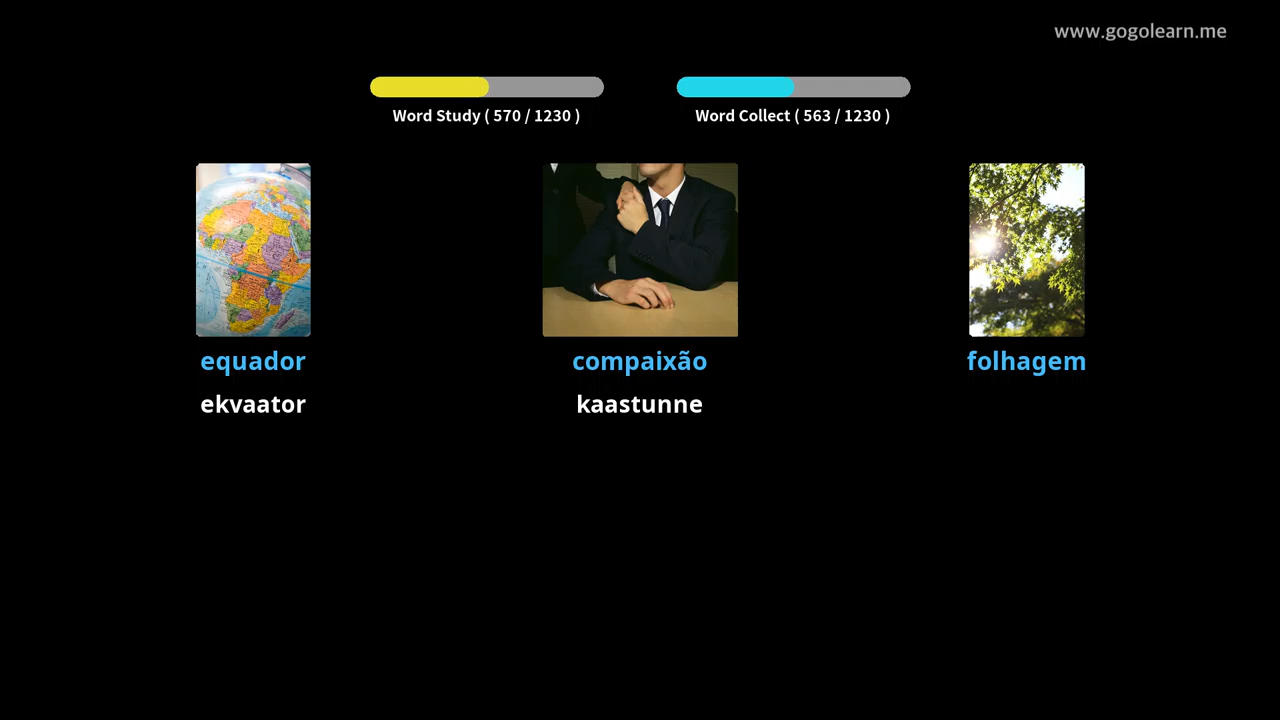 www.gogolearn.me
Word Study ( 570 / 1230 )
Word Collect ( 563 / 1230 )
equador
compaixão
folhagem
ekvaator
kaastunne